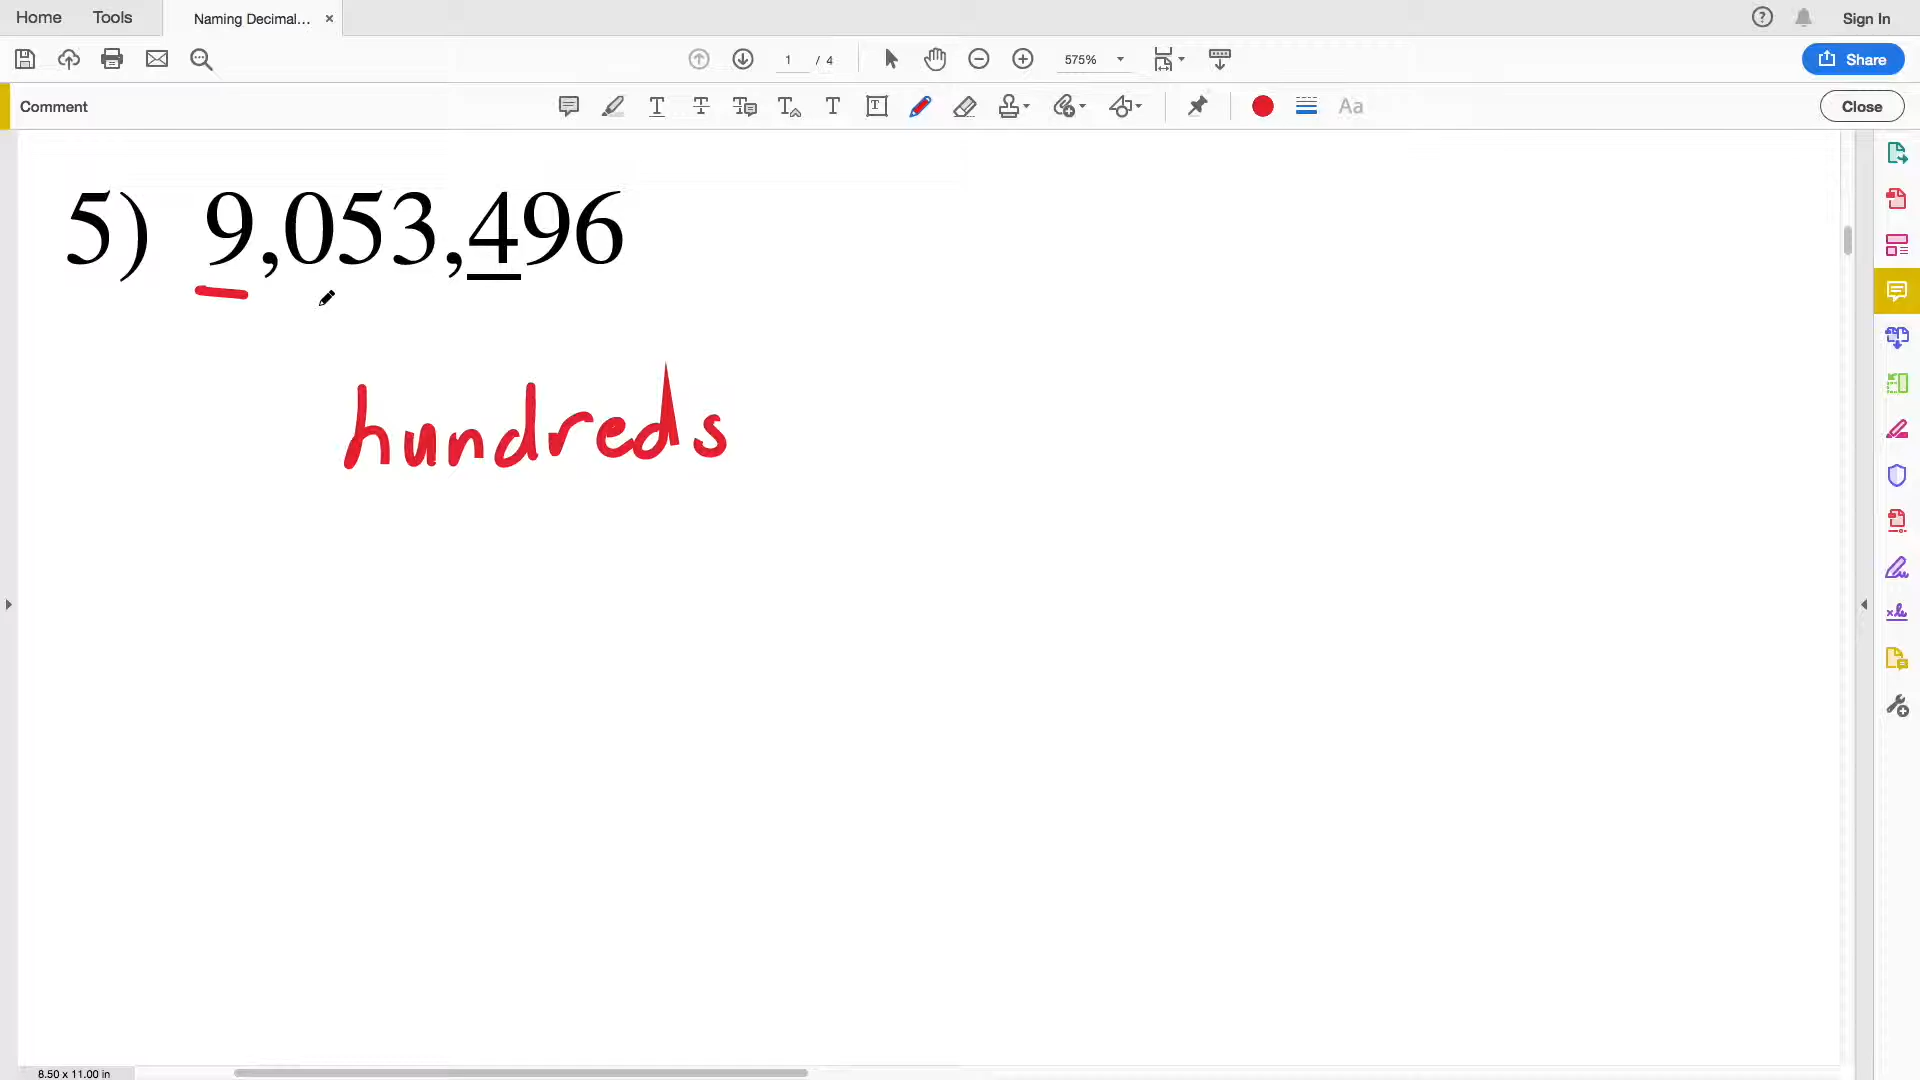 Home Tools Naming Decimal... × Sign In
1 / 4 575% Share
Comment Aa Close
5) 9,053,496
hundreds
8.50 x 11.00 in